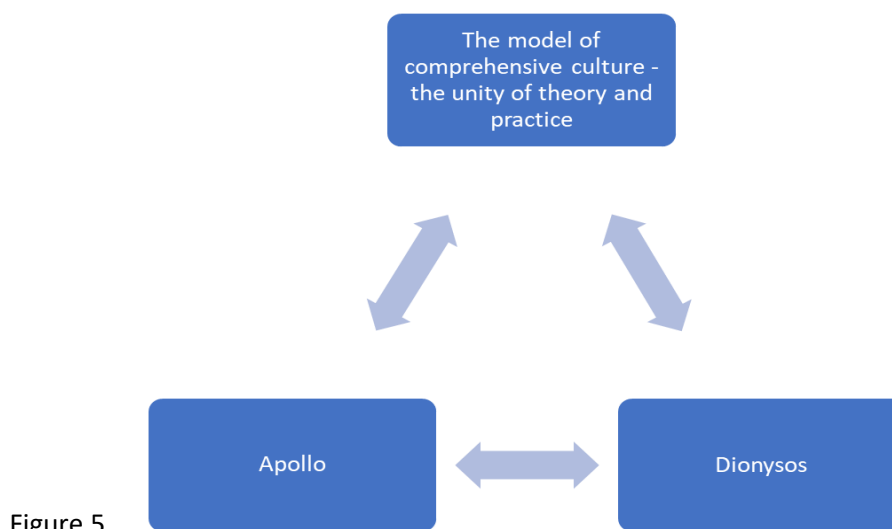 The model of
comprehensive culture -
the unity of theory and
practice
Apollo
Dionysos
Figure 5